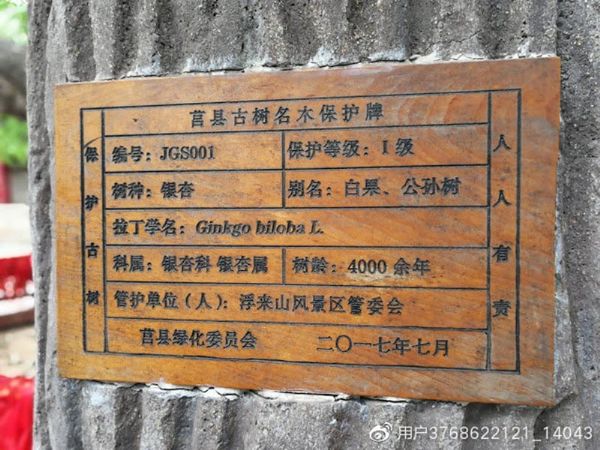 莒县古树名木保护牌
保护古树
编号：JGS001 保护等级：I 级
树种：银杏 别名：白果、公孙树
拉丁学名：Ginkgo biloba L.
科属：银杏科 银杏属 树龄：4000 余年
管护单位（人）：浮来山风景区管委会
莒县绿化委员会 二〇一七年七月
人人有责
用户3768622121_14043